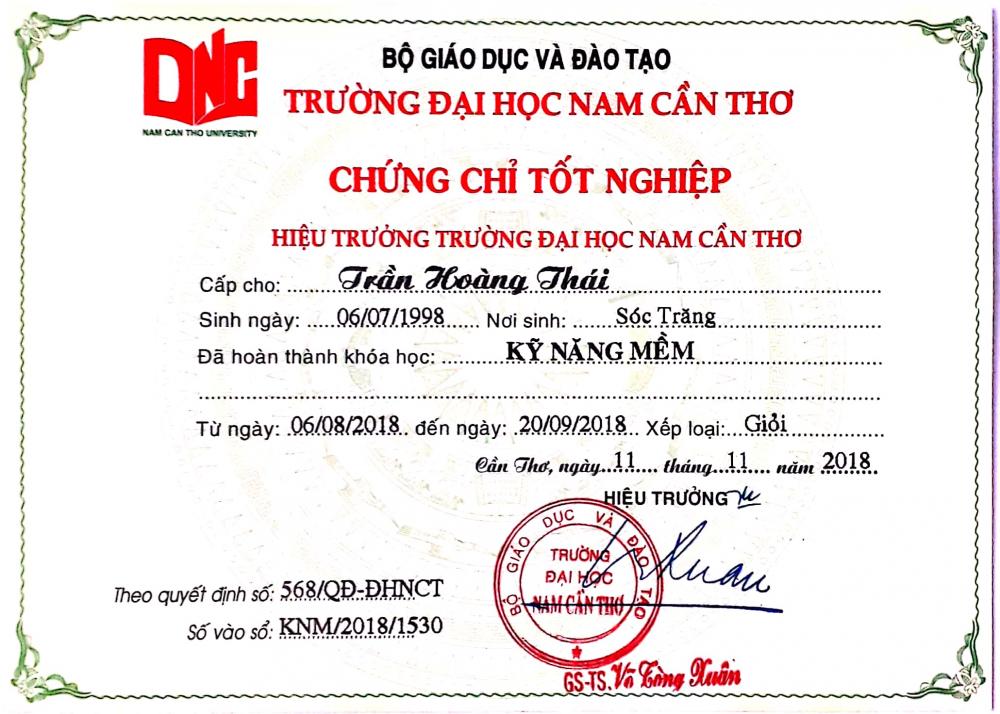 DNC
NAM CAN THO UNIVERSITY
BỘ GIÁO DỤC VÀ ĐÀO TẠO
TRƯỜNG ĐẠI HỌC NAM CẦN THƠ
CHỨNG CHỈ TỐT NGHIỆP
HIỆU TRƯỞNG TRƯỜNG ĐẠI HỌC NAM CẦN THƠ
Cấp cho: Trần Hoàng Thái
Sinh ngày: 06/07/1998 Nơi sinh: Sóc Trăng
Đã hoàn thành khóa học: KỸ NĂNG MỀM
Từ ngày: 06/08/2018 đến ngày: 20/09/2018 Xếp loại: Giỏi
Cần Thơ, ngày 11 tháng 11 năm 2018
HIỆU TRƯỞNG
BỘ GIÁO DỤC VÀ ĐÀO TẠO
TRƯỜNG
ĐẠI HỌC
NAM CẦN THƠ
Xuan
Theo quyết định số: 568/QĐ-ĐHNCT
Số vào sổ: KNM/2018/1530
GS-TS. Võ Tòng Xuân